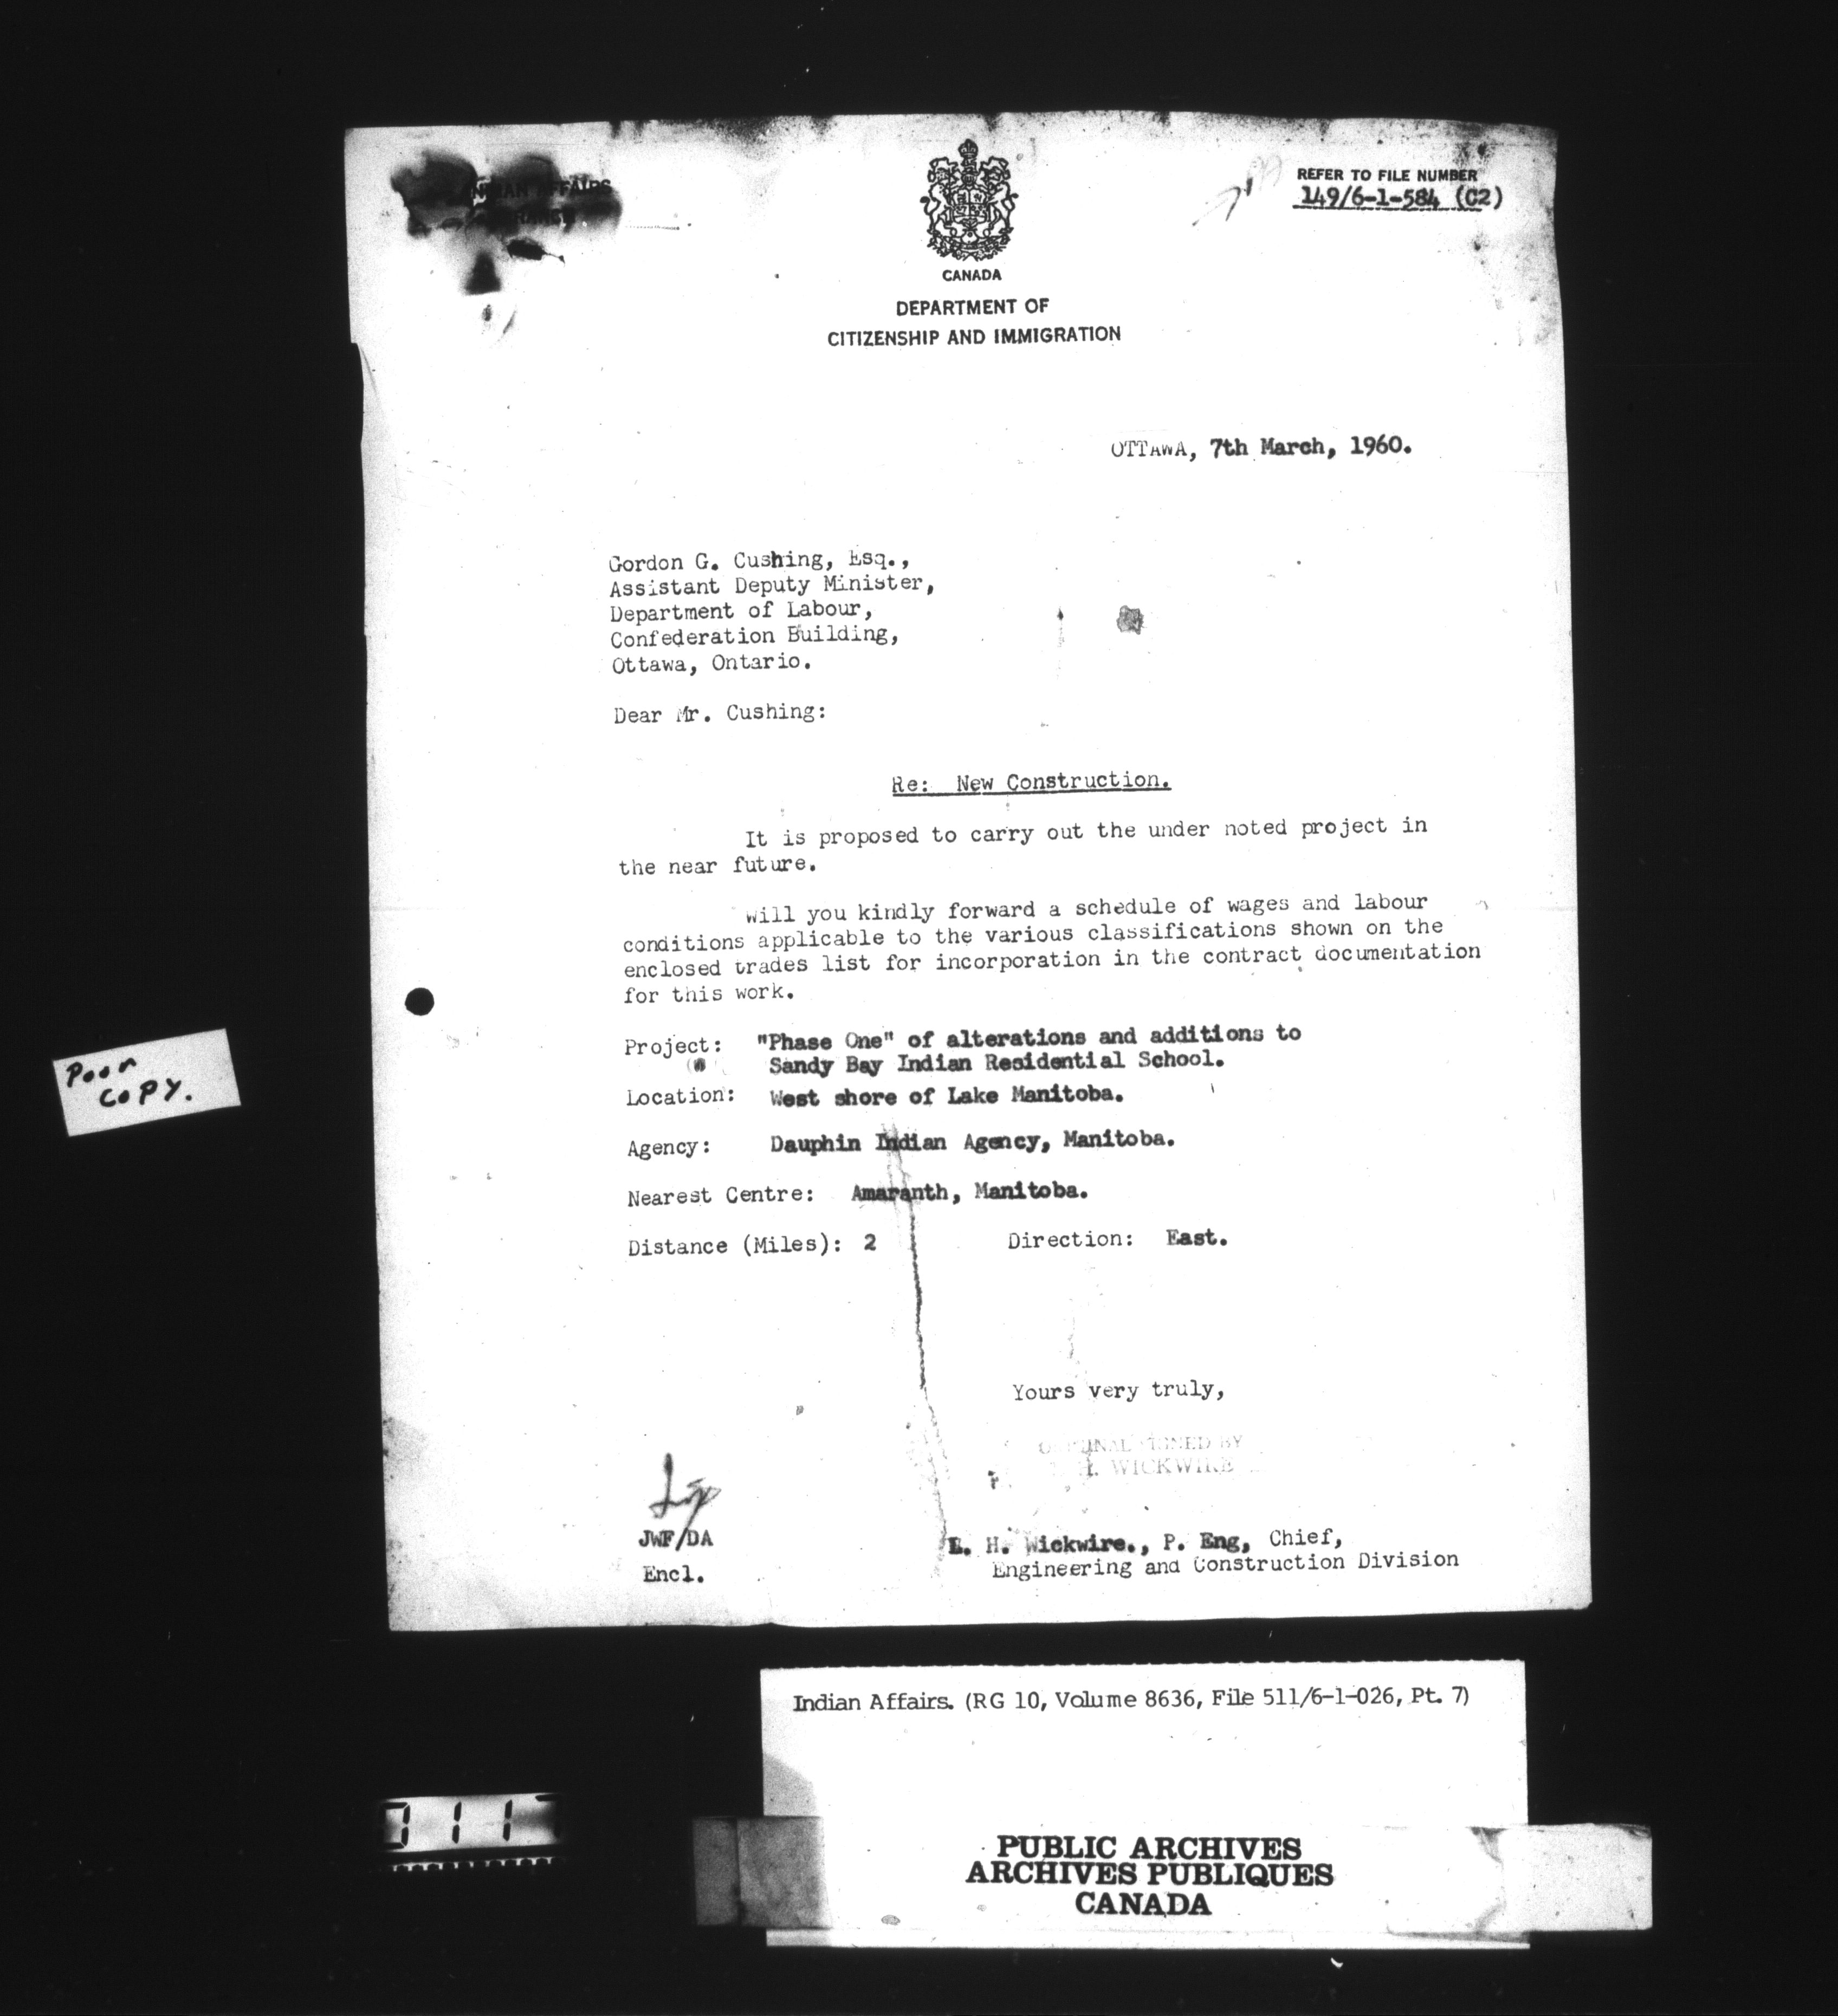 INDIAN AFFAIRS
REFER TO FILE NUMBER
149/6-1-584 (C2)
CANADA
DEPARTMENT OF
CITIZENSHIP AND IMMIGRATION
OTTAWA, 7th March, 1960.
Gordon G. Cushing, Esq.,
Assistant Deputy Minister,
Department of Labour,
Confederation Building,
Ottawa, Ontario.
Dear Mr. Cushing:
Re: New Construction.
It is proposed to carry out the under noted project in
the near future.
Will you kindly forward a schedule of wages and labour
conditions applicable to the various classifications shown on the
enclosed trades list for incorporation in the contract documentation
for this work.
Project: "Phase One" of alterations and additions to
Sandy Bay Indian Residential School.
Location: West shore of Lake Manitoba.
Agency: Dauphin Indian Agency, Manitoba.
Nearest Centre: Amaranth, Manitoba.
Distance (Miles): 2 Direction: East.
Yours very truly,
SIGNED BY
H. WICKWIRE
JWF/DA
Encl.
E. H. Wickwire., P. Eng, Chief,
Engineering and Construction Division
Poor
COPY.
Indian Affairs. (RG 10, Volume 8636, File 511/6-1-026, Pt. 7)
011
PUBLIC ARCHIVES
ARCHIVES PUBLIQUES
CANADA